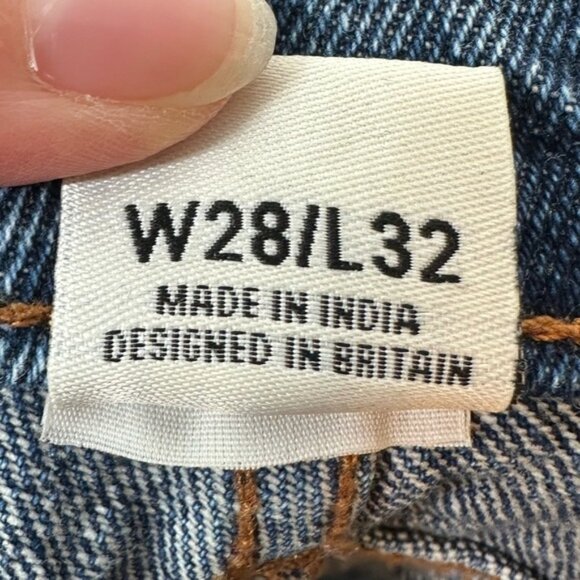 W28/L32
MADE IN INDIA
DESIGNED IN BRITAIN